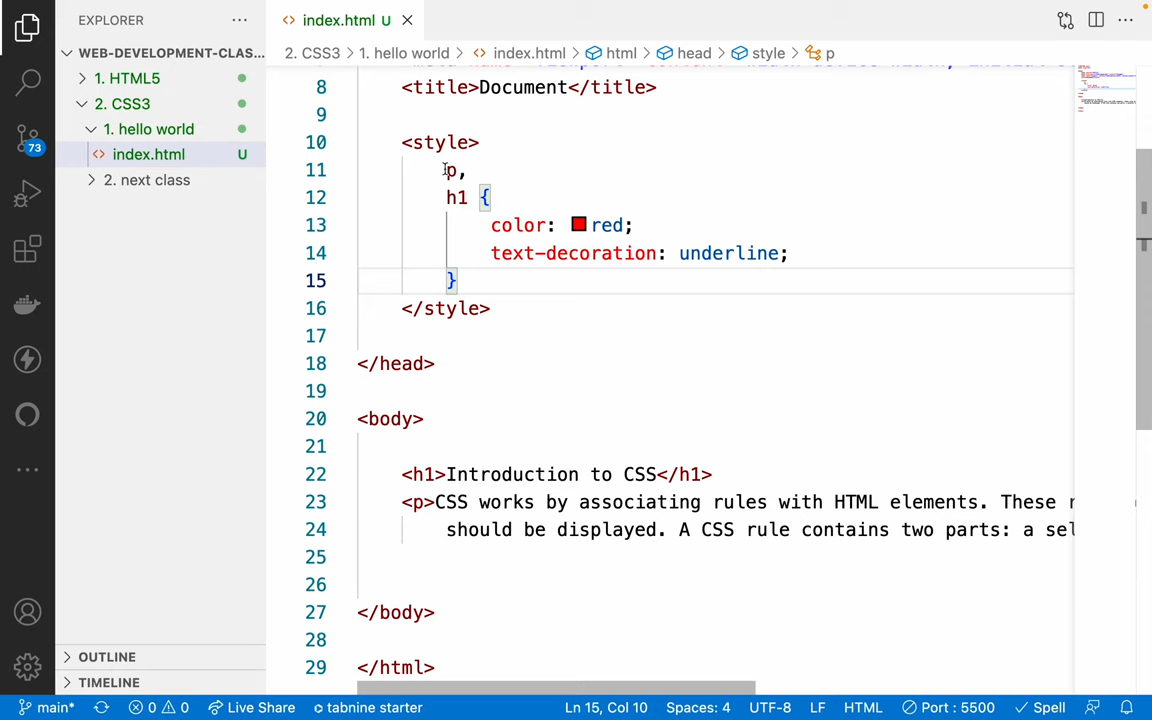 EXPLORER
index.html U
WEB-DEVELOPMENT-CLAS...
1. HTML5
2. CSS3
1. hello world
index.html U
2. next class
73
OUTLINE
TIMELINE
2. CSS3 > 1. hello world > index.html > html > head > style > p
8 <title>Document</title>
9
10 <style>
11 p,
12 h1 {
13 color: red;
14 text-decoration: underline;
15 }
16 </style>
17
18 </head>
19
20 <body>
21
22 <h1>Introduction to CSS</h1>
23 <p>CSS works by associating rules with HTML elements. These r
24 should be displayed. A CSS rule contains two parts: a sel
25
26
27 </body>
28
29 </html>
main* 0 0 Live Share tabnine starter Ln 15, Col 10 Spaces: 4 UTF-8 LF HTML Port : 5500 Spell